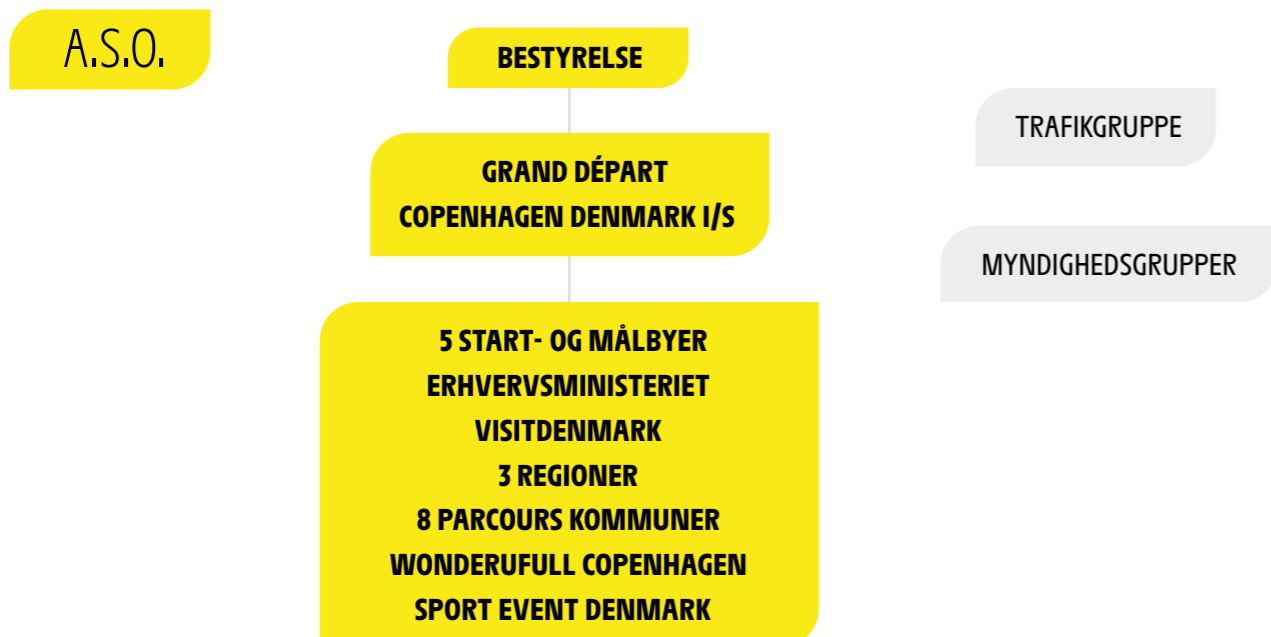 A.S.O.
BESTYRELSE
TRAFIKGRUPPE
GRAND DÉPART
COPENHAGEN DENMARK I/S
MYNDIGHEDSGRUPPER
5 START- OG MÅLBYER
ERHVERVSMINISTERIET
VISITDENMARK
3 REGIONER
8 PARCOURS KOMMUNER
WONDERUFULL COPENHAGEN
SPORT EVENT DENMARK